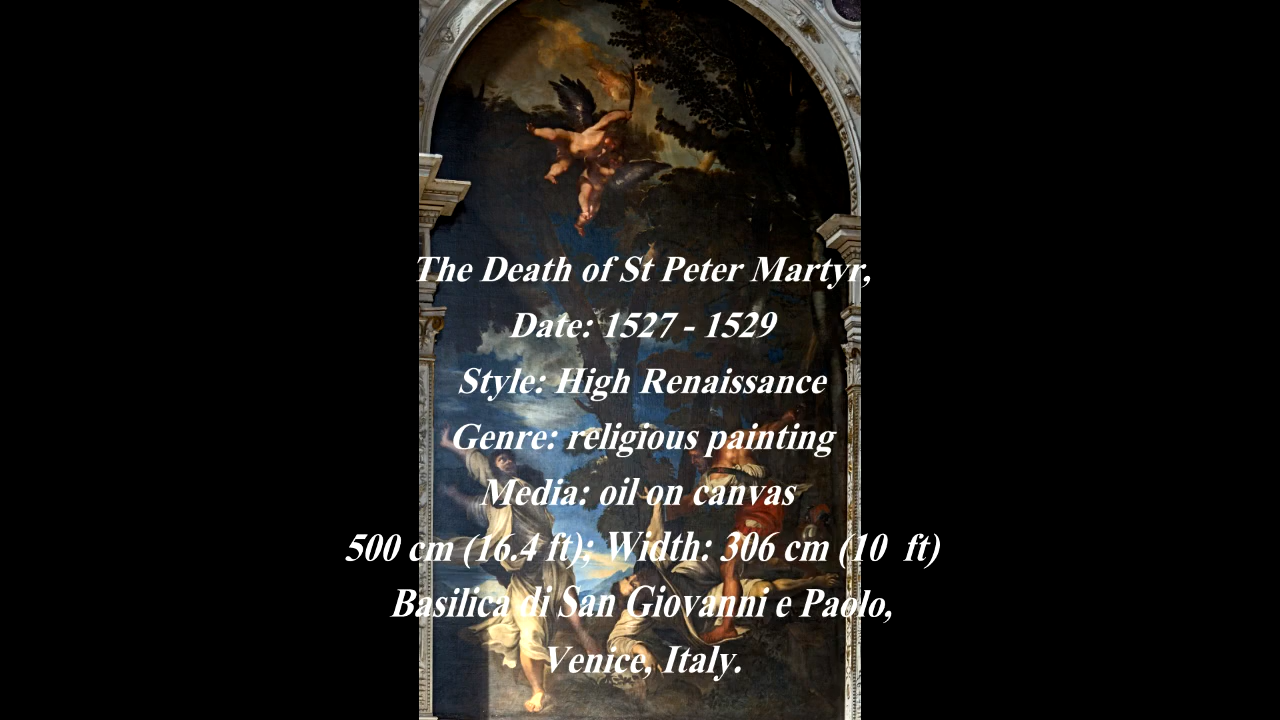 The Death of St Peter Martyr,
Date: 1527 - 1529
Style: High Renaissance
Genre: religious painting
Media: oil on canvas
500 cm (16.4 ft); Width: 306 cm (10 ft)
Basilica di San Giovanni e Paolo,
Venice, Italy.